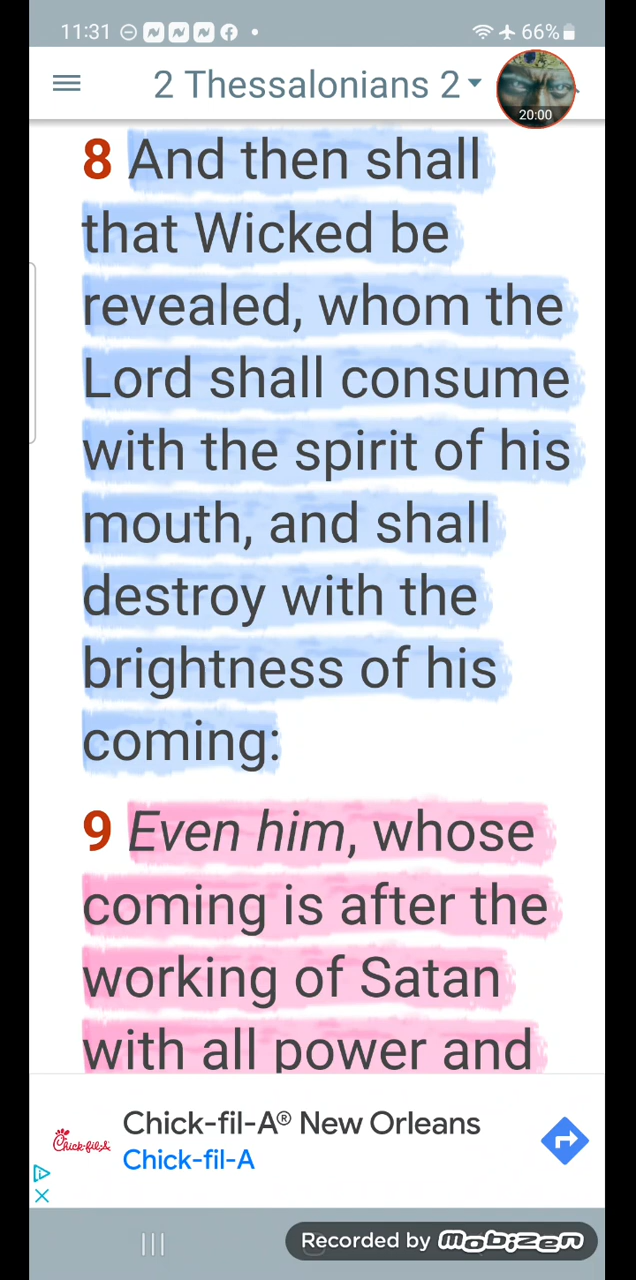 11:31 66%
2 Thessalonians 2
20:00
8 And then shall
that Wicked be
revealed, whom the
Lord shall consume
with the spirit of his
mouth, and shall
destroy with the
brightness of his
coming:
9 Even him, whose
coming is after the
working of Satan
with all power and
Chick-fil-A® New Orleans
Chick-fil-A
Chick-fil-A
Recorded by mobizen